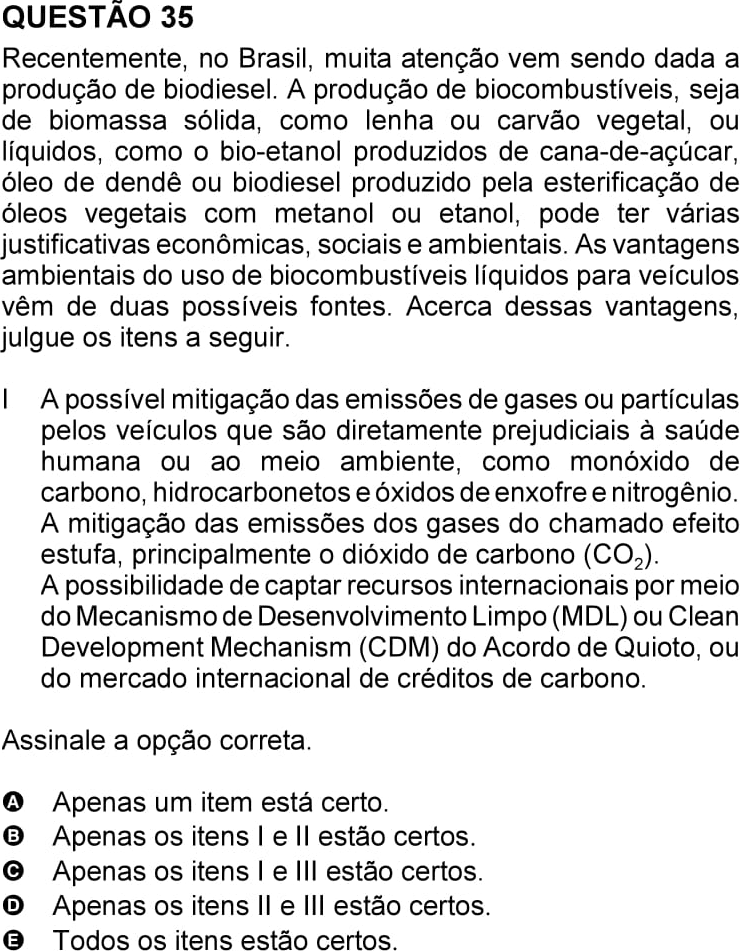 QUESTÃO 35
Recentemente, no Brasil, muita atenção vem sendo dada a
produção de biodiesel. A produção de biocombustíveis, seja
de biomassa sólida, como lenha ou carvão vegetal, ou
líquidos, como o bio-etanol produzidos de cana-de-açúcar,
óleo de dendê ou biodiesel produzido pela esterificação de
óleos vegetais com metanol ou etanol, pode ter várias
justificativas econômicas, sociais e ambientais. As vantagens
ambientais do uso de biocombustíveis líquidos para veículos
vêm de duas possíveis fontes. Acerca dessas vantagens,
julgue os itens a seguir.
I A possível mitigação das emissões de gases ou partículas
pelos veículos que são diretamente prejudiciais à saúde
humana ou ao meio ambiente, como monóxido de
carbono, hidrocarbonetos e óxidos de enxofre e nitrogênio.
A mitigação das emissões dos gases do chamado efeito
estufa, principalmente o dióxido de carbono (CO₂).
A possibilidade de captar recursos internacionais por meio
do Mecanismo de Desenvolvimento Limpo (MDL) ou Clean
Development Mechanism (CDM) do Acordo de Quioto, ou
do mercado internacional de créditos de carbono.
Assinale a opção correta.
A Apenas um item está certo.
B Apenas os itens I e II estão certos.
C Apenas os itens I e III estão certos.
D Apenas os itens II e III estão certos.
E Todos os itens estão certos.